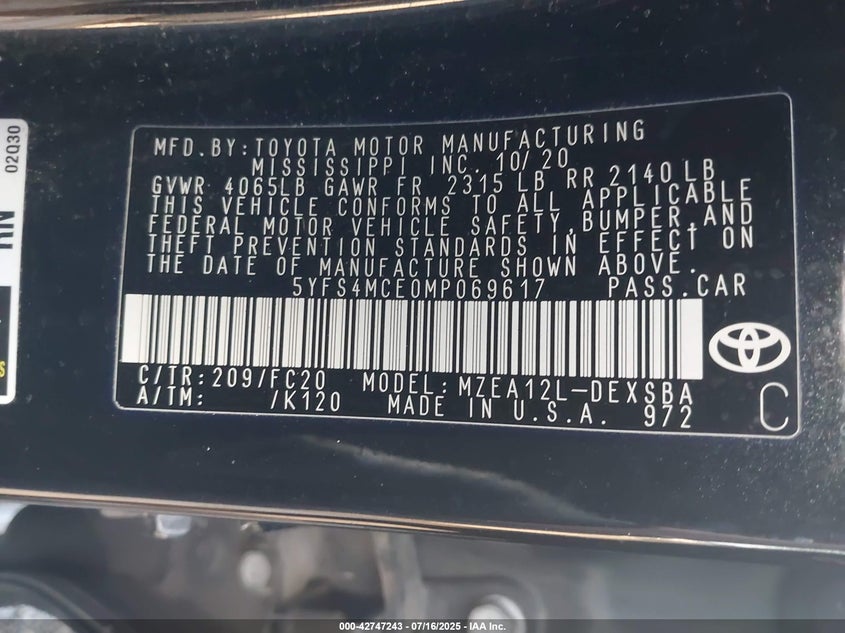 02Q30
RN
MFD.BY:TOYOTA MOTOR MANUFACTURING
MISSISSIPPI INC. 10/20
GVWR 4065LB GAWR FR 2315 LB RR 2140 LB
THIS VEHICLE CONFORMS TO ALL APPLICABLE
FEDERAL MOTOR VEHICLE SAFETY,BUMPER,AND
THEFT PREVENTION STANDARDS IN EFFECT ON
THE DATE OF MANUFACTURE SHOWN ABOVE.
5YFS4MCE0MP069617 PASS.CAR
C/TR:209/FC20 MODEL:MZEA12L-DEXSBA
A/TM: /K120 MADE IN U.S.A. 972
C
000-42747243 - 07/16/2025 - IAA Inc.